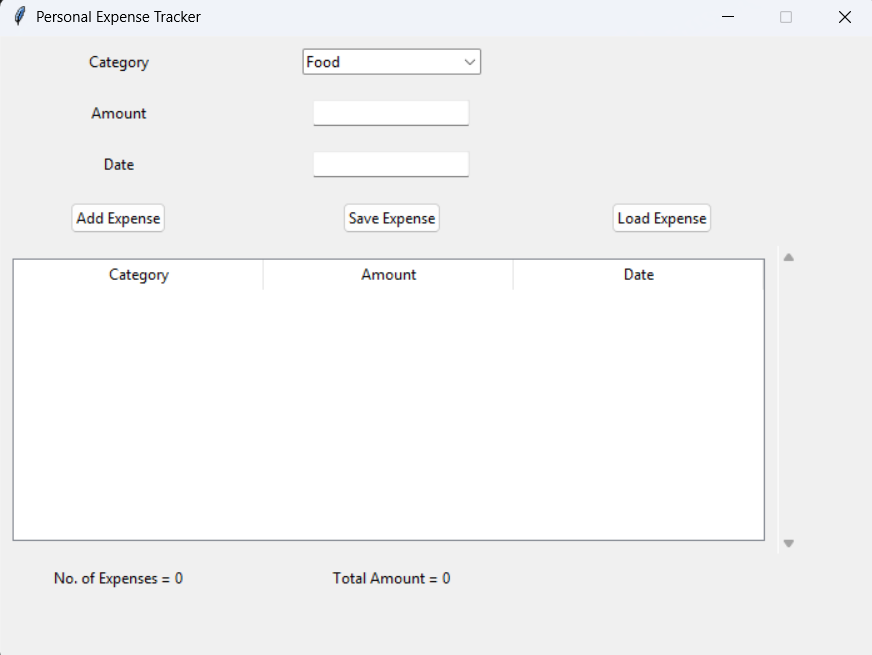 Personal Expense Tracker
Category Food
Amount
Date
Add Expense Save Expense Load Expense
Category Amount Date
No. of Expenses = 0 Total Amount = 0